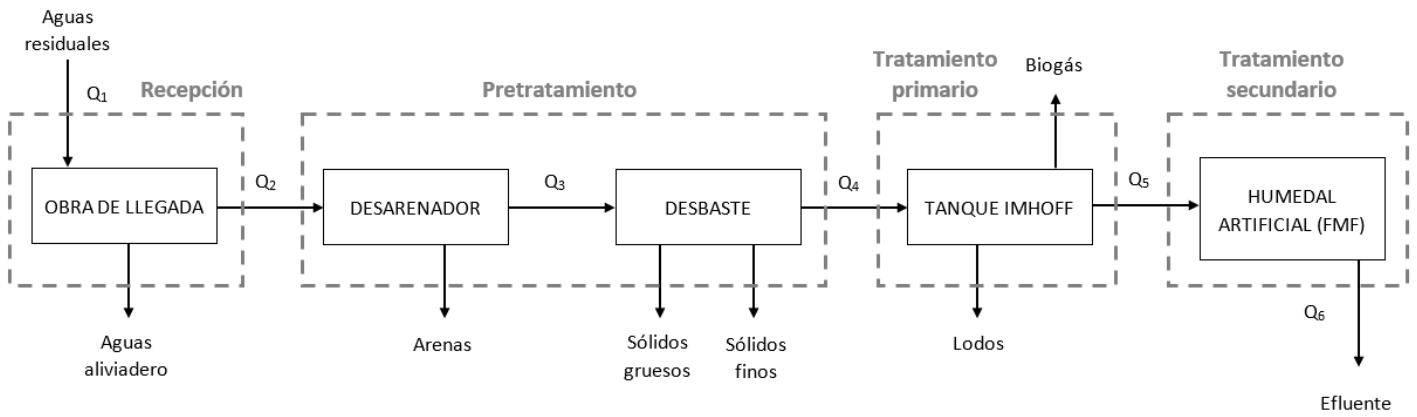 Aguas
residuales
Q₁
Recepción
Pretratamiento
Tratamiento
primario
Biogás
Tratamiento
secundario
OBRA DE LLEGADA
Q₂
DESARENADOR
Q₃
DESBASTE
Q₄
TANQUE IMHOFF
Q₅
HUMEDAL
ARTIFICIAL (FMF)
Aguas
aliviadero
Arenas
Sólidos
gruesos
Sólidos
finos
Lodos
Q₆
Efluente